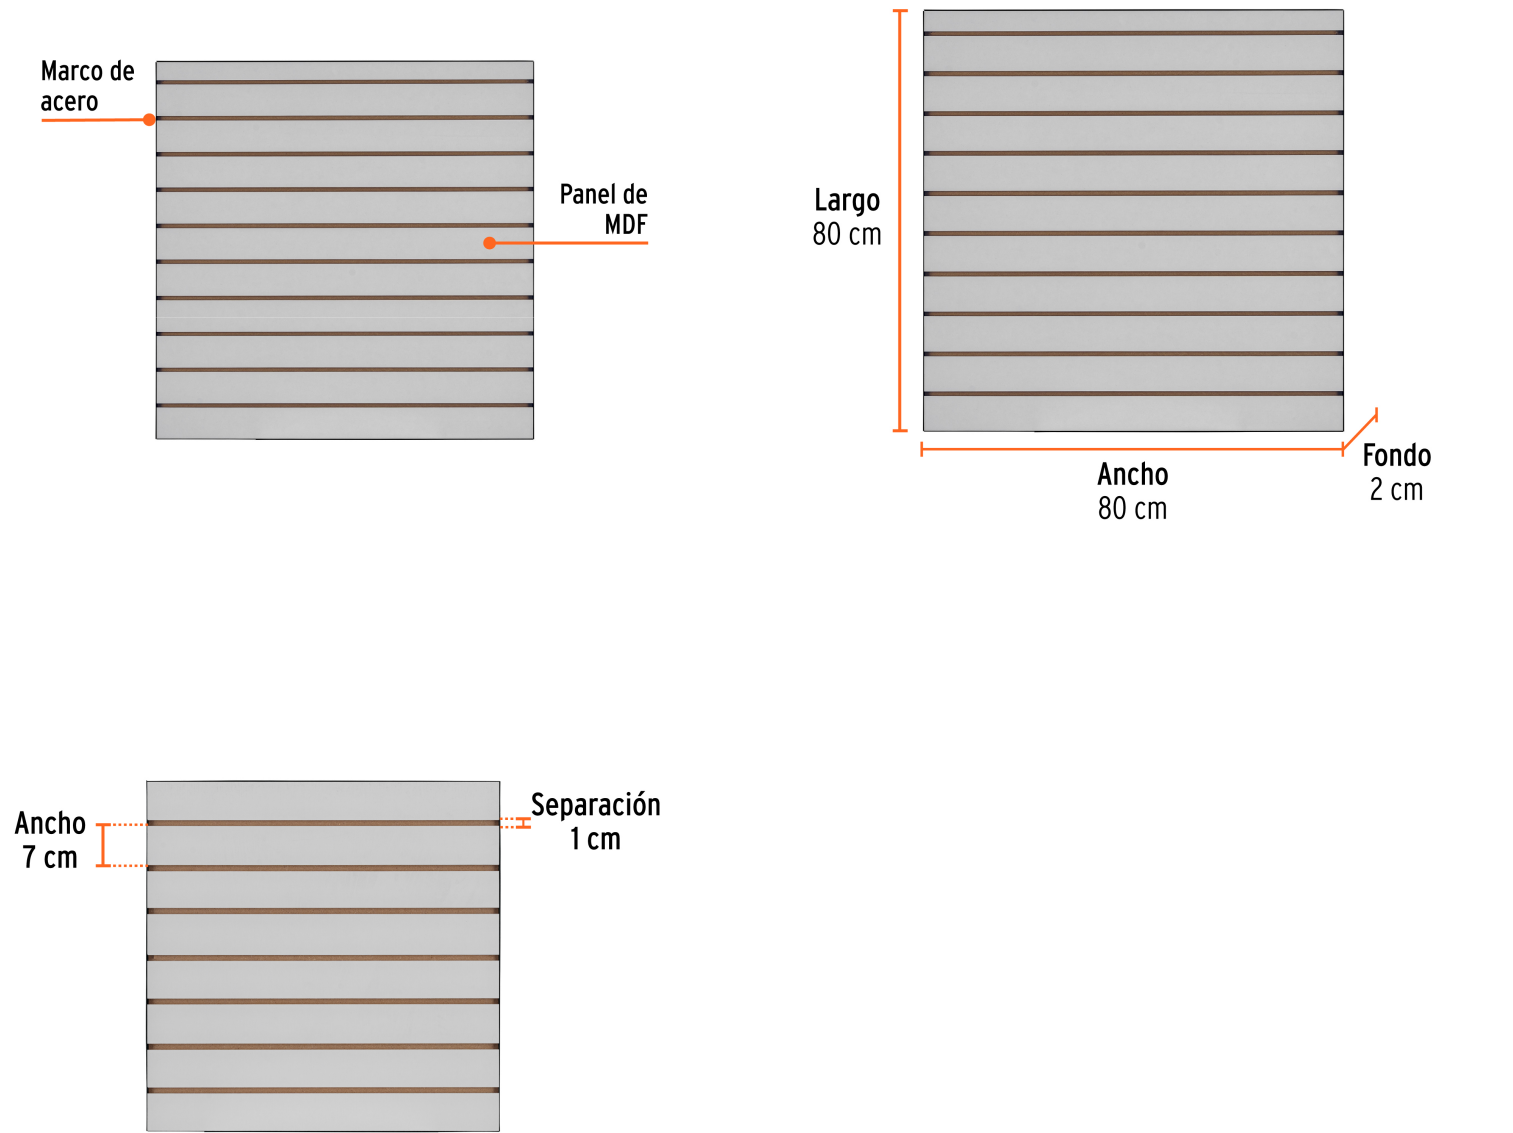 Marco de
acero
Panel de
MDF
Largo
80 cm
Ancho
80 cm
Fondo
2 cm
Ancho
7 cm
Separación
1 cm